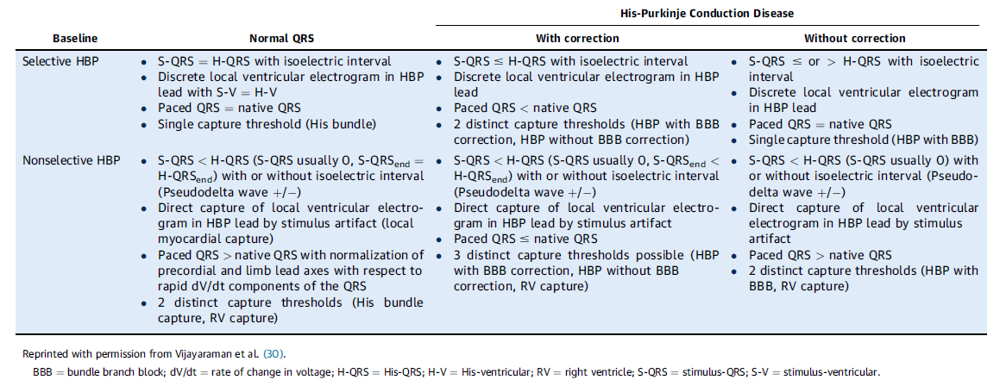 His-Purkinje Conduction Disease
Baseline
Normal QRS
With correction
Without correction
Selective HBP
• S-QRS = H-QRS with isoelectric interval
• Discrete local ventricular electrogram in HBP
lead with S-V = H-V
• Paced QRS = native QRS
• Single capture threshold (His bundle)
• S-QRS ≤ H-QRS with isoelectric interval
• Discrete local ventricular electrogram in HBP
lead
• Paced QRS < native QRS
• 2 distinct capture thresholds (HBP with BBB
correction, HBP without BBB correction)
• S-QRS ≤ or > H-QRS with isoelectric
interval
• Discrete local ventricular electrogram
in HBP lead
• Paced QRS = native QRS
• Single capture threshold (HBP with BBB)
Nonselective HBP
• S-QRS < H-QRS (S-QRS usually 0, S-QRSend =
H-QRSend) with or without isoelectric interval
(Pseudodelta wave +/−)
• Direct capture of local ventricular electro-
gram in HBP lead by stimulus artifact (local
myocardial capture)
• Paced QRS > native QRS with normalization of
precordial and limb lead axes with respect to
rapid dV/dt components of the QRS
• 2 distinct capture thresholds (His bundle
capture, RV capture)
• S-QRS < H-QRS (S-QRS usually 0, S-QRSend <
H-QRSend) with or without isoelectric interval
(Pseudodelta wave +/−)
• Direct capture of local ventricular electro-
gram in HBP lead by stimulus artifact
• Paced QRS ≤ native QRS
• 3 distinct capture thresholds possible (HBP
with BBB correction, HBP without BBB
correction, RV capture)
• S-QRS < H-QRS (S-QRS usually 0) with
or without isoelectric interval (Pseudo-
delta wave +/−)
• Direct capture of local ventricular
electrogram in HBP lead by stimulus
artifact
• Paced QRS > native QRS
• 2 distinct capture thresholds (HBP with
BBB, RV capture)
Reprinted with permission from Vijayaraman et al. (30).
BBB = bundle branch block; dV/dt = rate of change in voltage; H-QRS = His-QRS; H-V = His-ventricular; RV = right ventricle; S-QRS = stimulus-QRS; S-V = stimulus-ventricular.